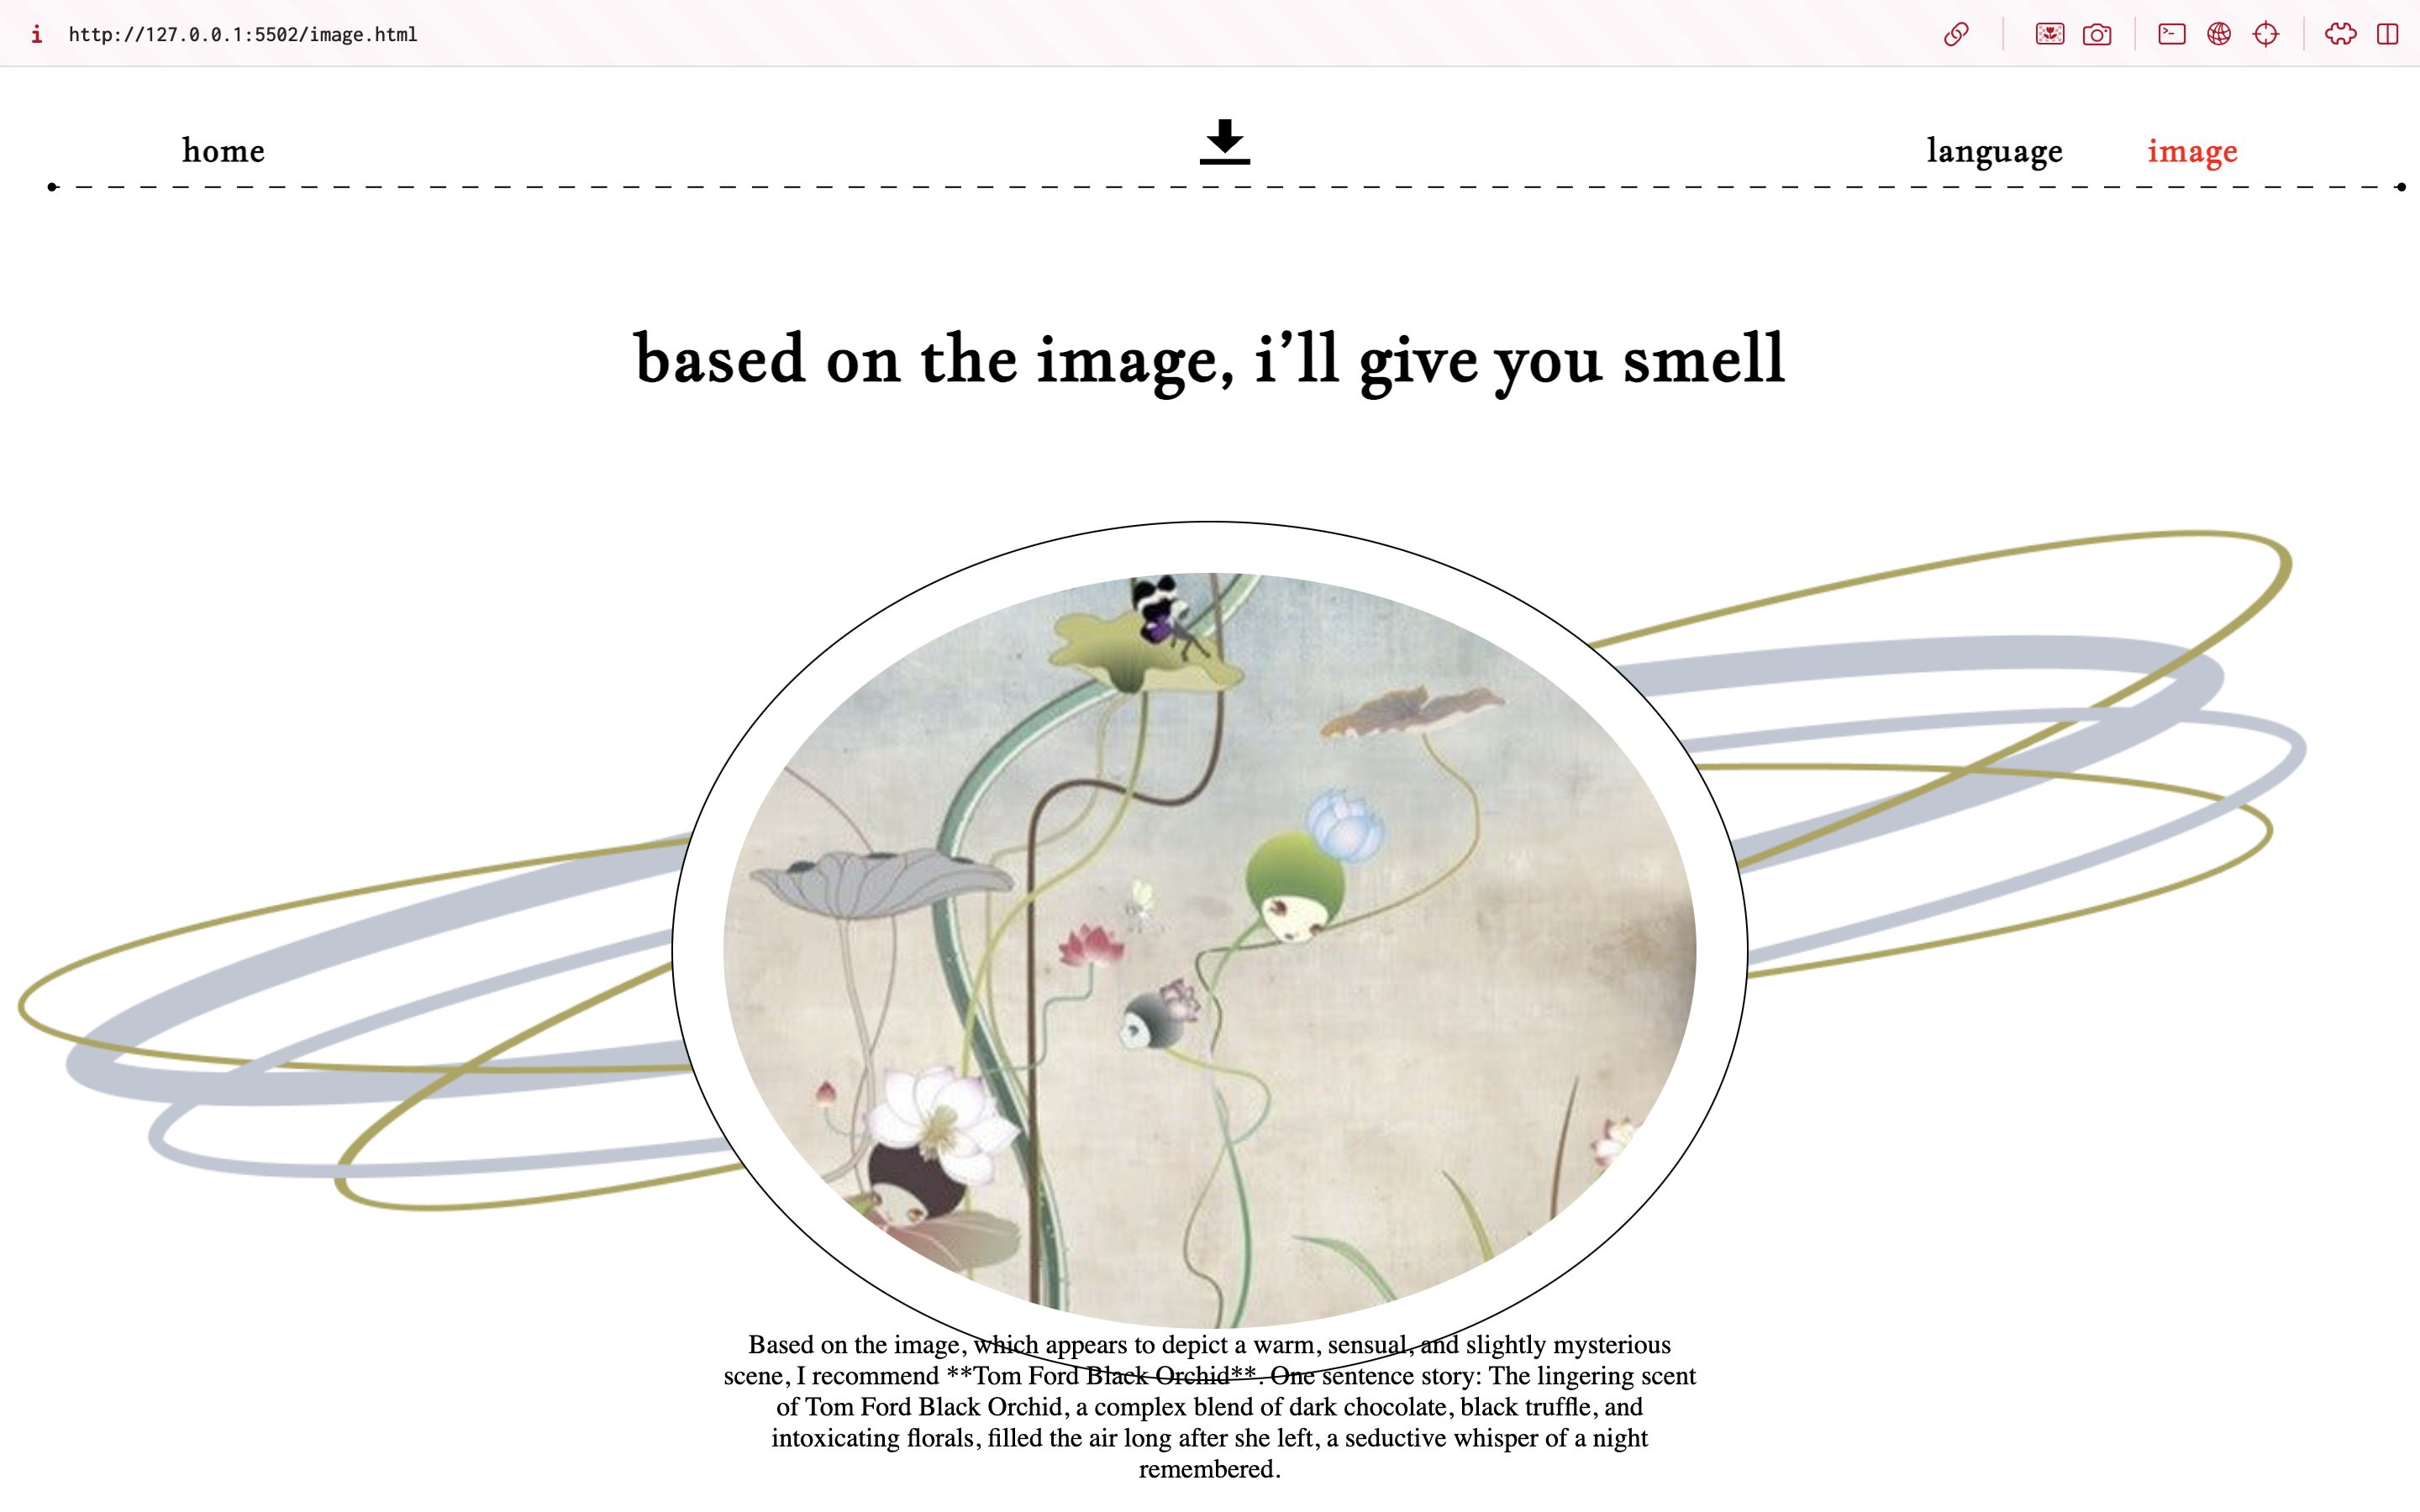 i http://127.0.0.1:5502/image.html
home language image
based on the image, i’ll give you smell
Based on the image, which appears to depict a warm, sensual, and slightly mysterious
scene, I recommend **Tom Ford Black Orchid**. One sentence story: The lingering scent
of Tom Ford Black Orchid, a complex blend of dark chocolate, black truffle, and
intoxicating florals, filled the air long after she left, a seductive whisper of a night
remembered.